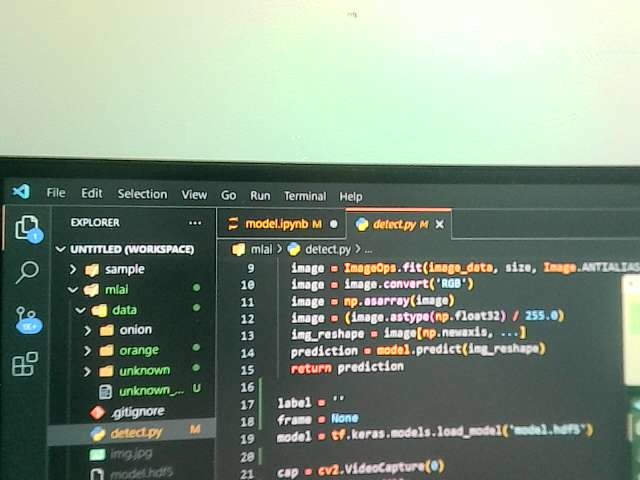 File Edit Selection View Go Run Terminal Help
EXPLORER ...
model.ipynb M
detect.py M
UNTITLED (WORKSPACE)
mlai > detect.py > ...
sample
mlai
data
onion
orange
unknown
unknown_... U
.gitignore
detect.py M
img.jpg
model.hdf5
1
1K+
9 image = ImageOps.fit(image_data, size, Image.ANTIALIAS
10 image = image.convert('RGB')
11 image = np.asarray(image)
12 image = (image.astype(np.float32) / 255.0)
13 img_reshape = image[np.newaxis, ...]
14 prediction = model.predict(img_reshape)
15 return prediction
16
17 label = ''
18 frame = None
19 model = tf.keras.models.load_model('model.hdf5')
20
21 cap = cv2.VideoCapture(0)